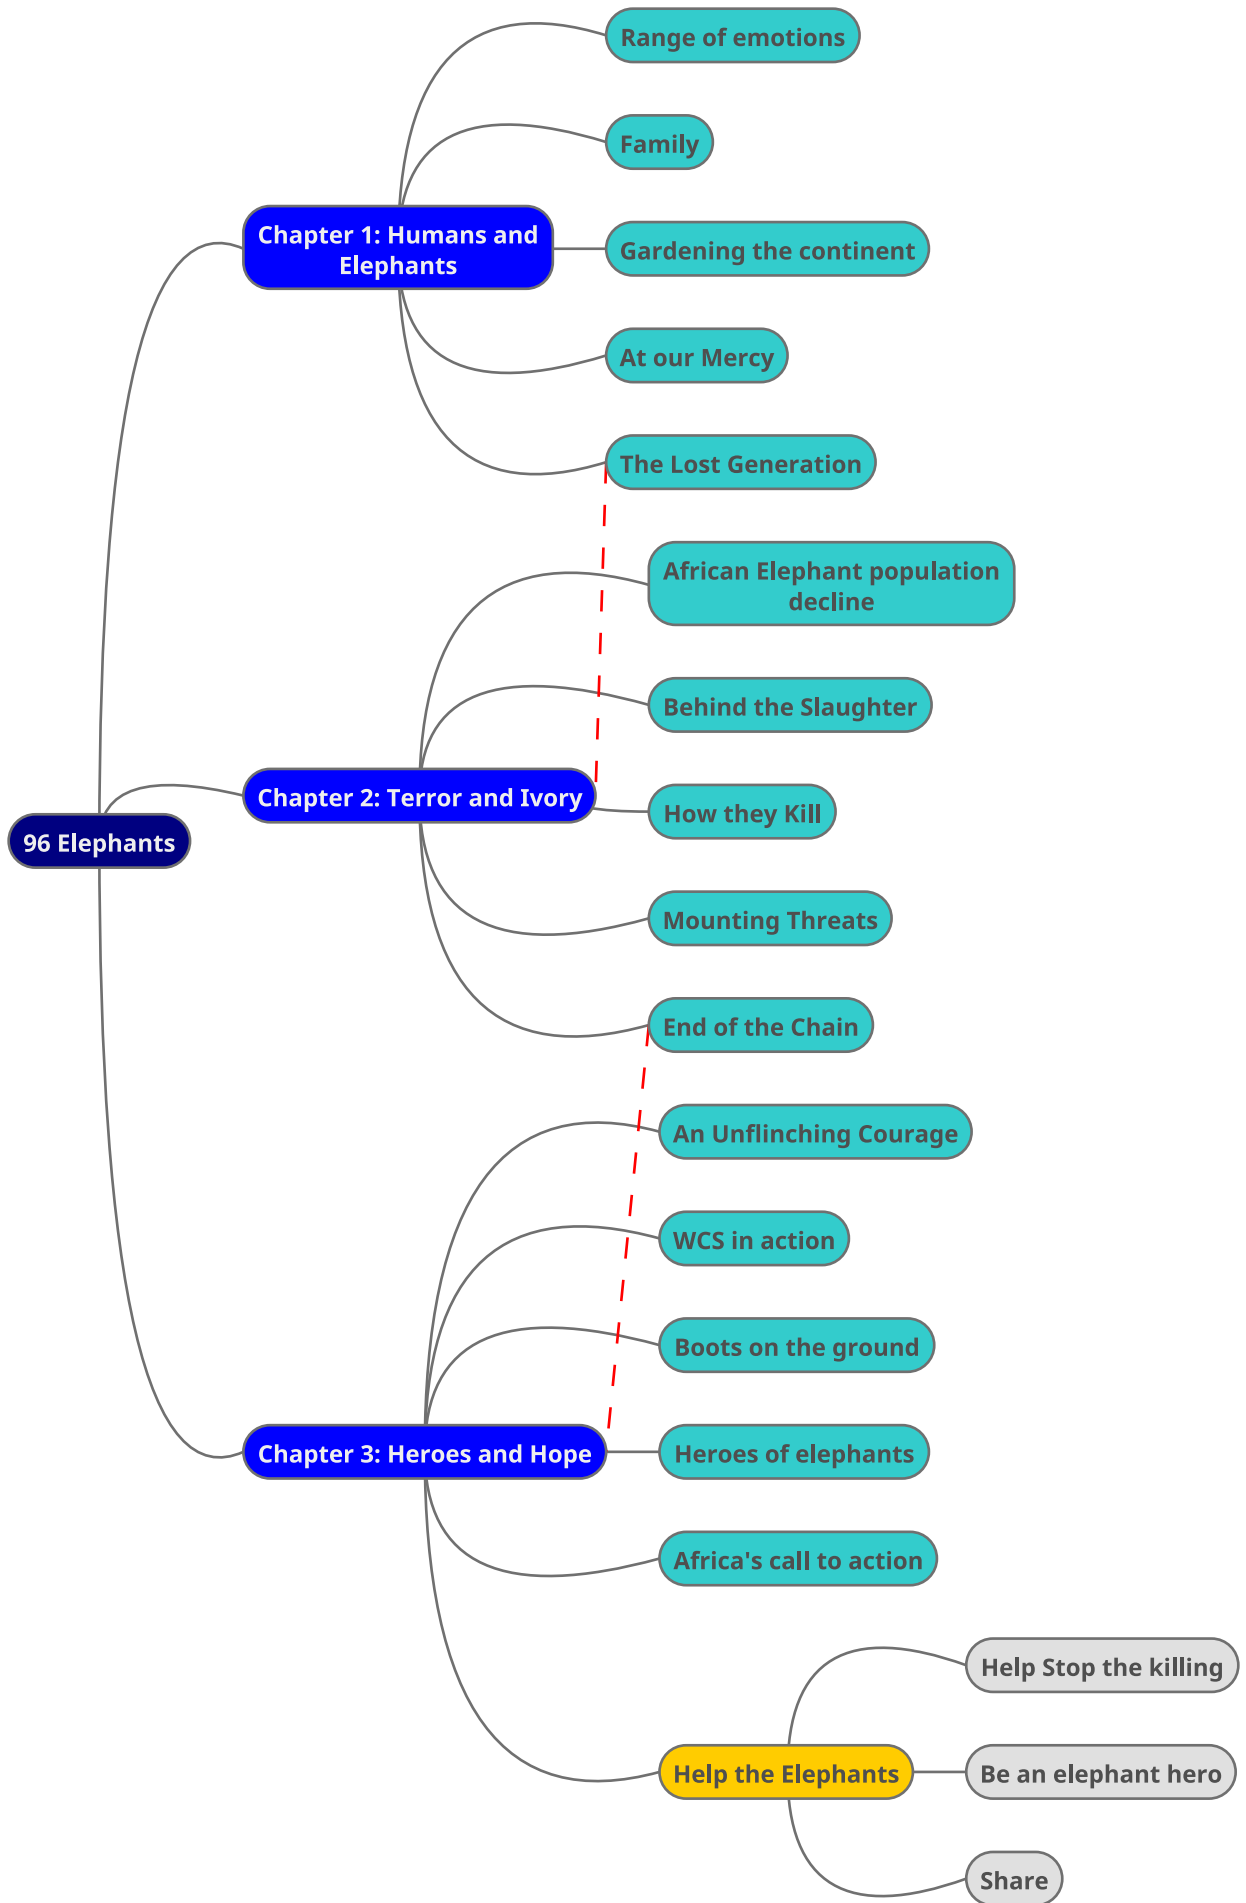 Range of emotions
Family
Chapter 1: Humans and
Elephants
Gardening the continent
At our Mercy
The Lost Generation
African Elephant population
decline
Behind the Slaughter
Chapter 2: Terror and Ivory
How they Kill
96 Elephants
Mounting Threats
End of the Chain
An Unflinching Courage
WCS in action
Boots on the ground
Chapter 3: Heroes and Hope
Heroes of elephants
Africa's call to action
Help Stop the killing
Help the Elephants
Be an elephant hero
Share